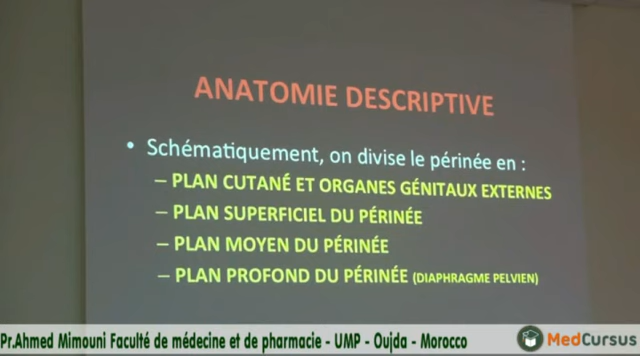 ANATOMIE DESCRIPTIVE
• Schématiquement, on divise le périnée en :
– PLAN CUTANÉ ET ORGANES GÉNITAUX EXTERNES
– PLAN SUPERFICIEL DU PÉRINÉE
– PLAN MOYEN DU PÉRINÉE
– PLAN PROFOND DU PÉRINÉE (DIAPHRAGME PELVIEN)
Pr.Ahmed Mimouni Faculté de médecine et de pharmacie - UMP - Oujda - Morocco
MedCursus